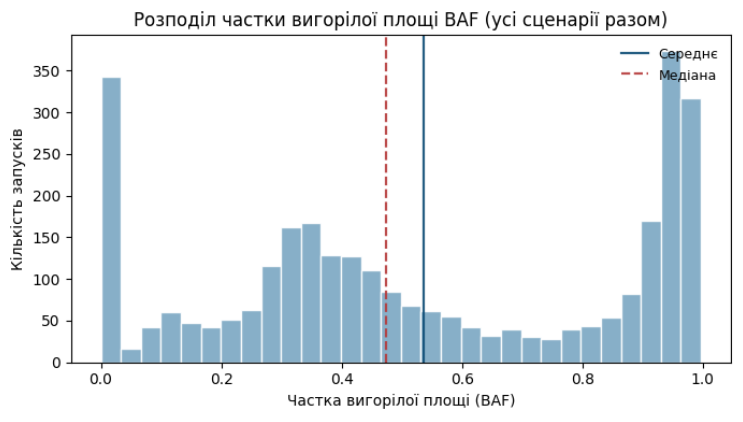 Розподіл частки вигорілої площі BAF (усі сценарії разом)
Середнє
Медіана
Кількість запусків
350
300
250
200
150
100
50
0
0.0 0.2 0.4 0.6 0.8 1.0
Частка вигорілої площі (BAF)